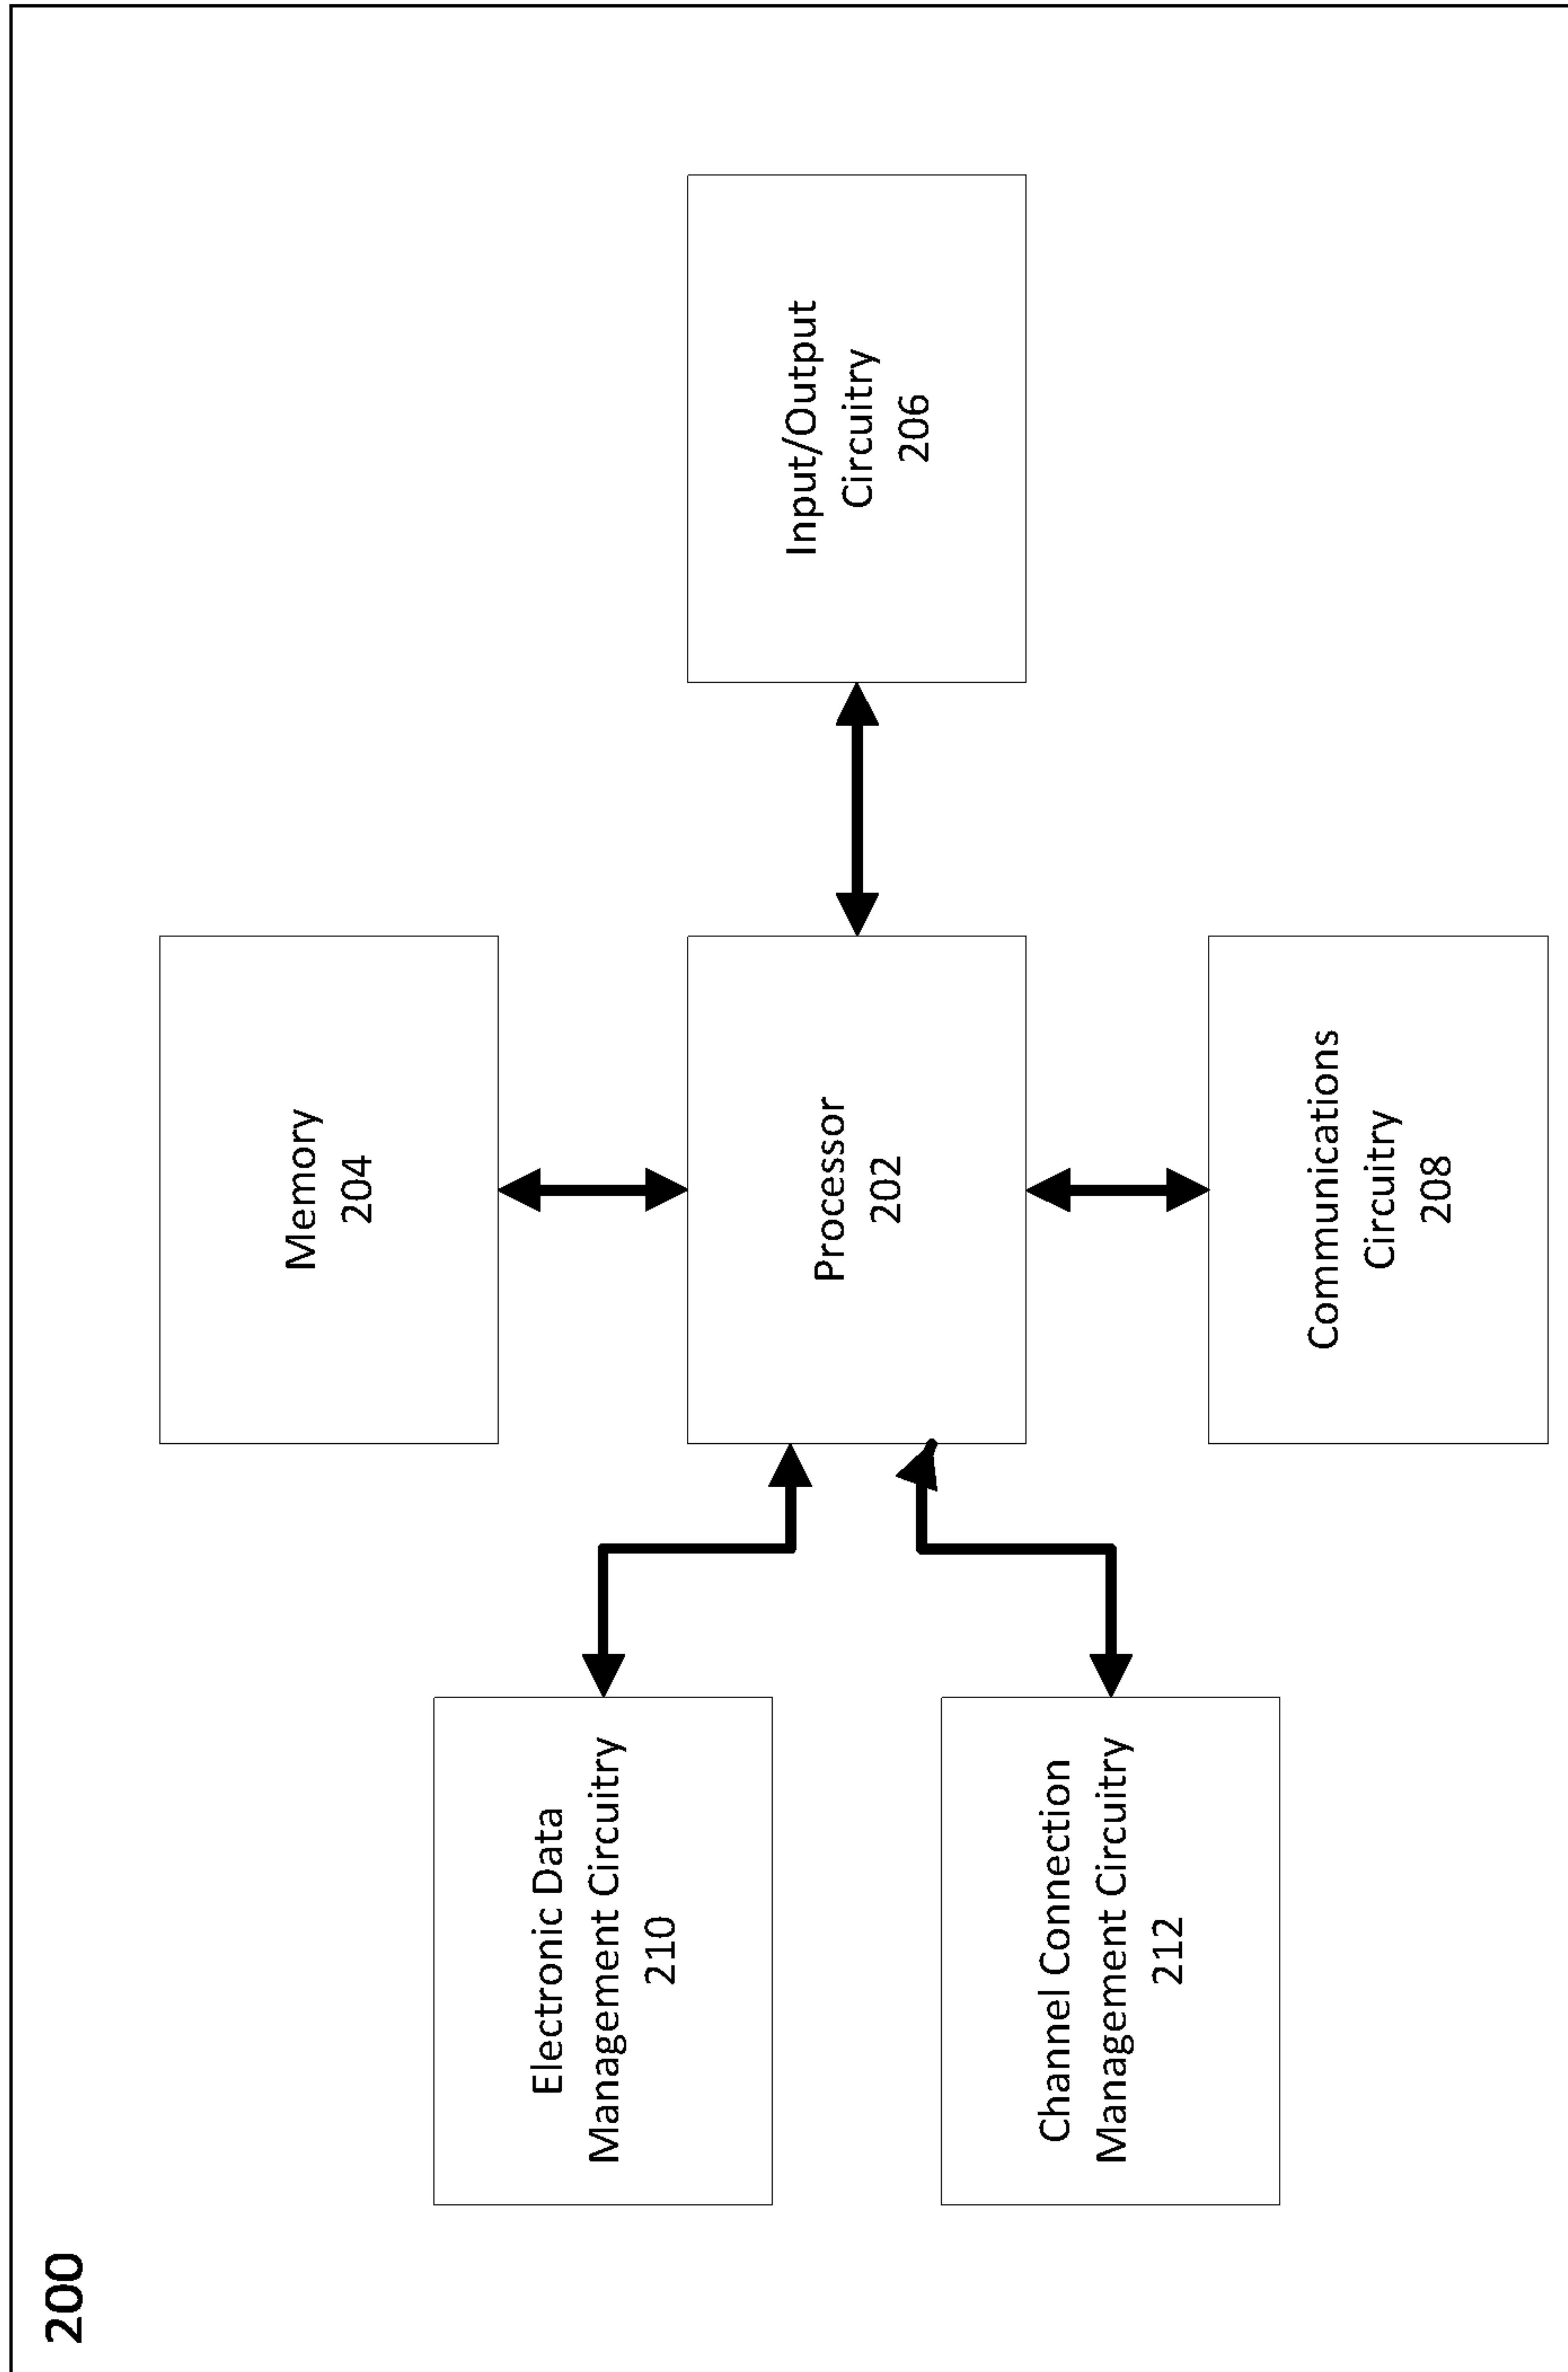 200
Memory
204
Electronic Data
Management Circuitry
210
Processor
202
Input/Output
Circuitry
206
Channel Connection
Management Circuitry
212
Communications
Circuitry
208